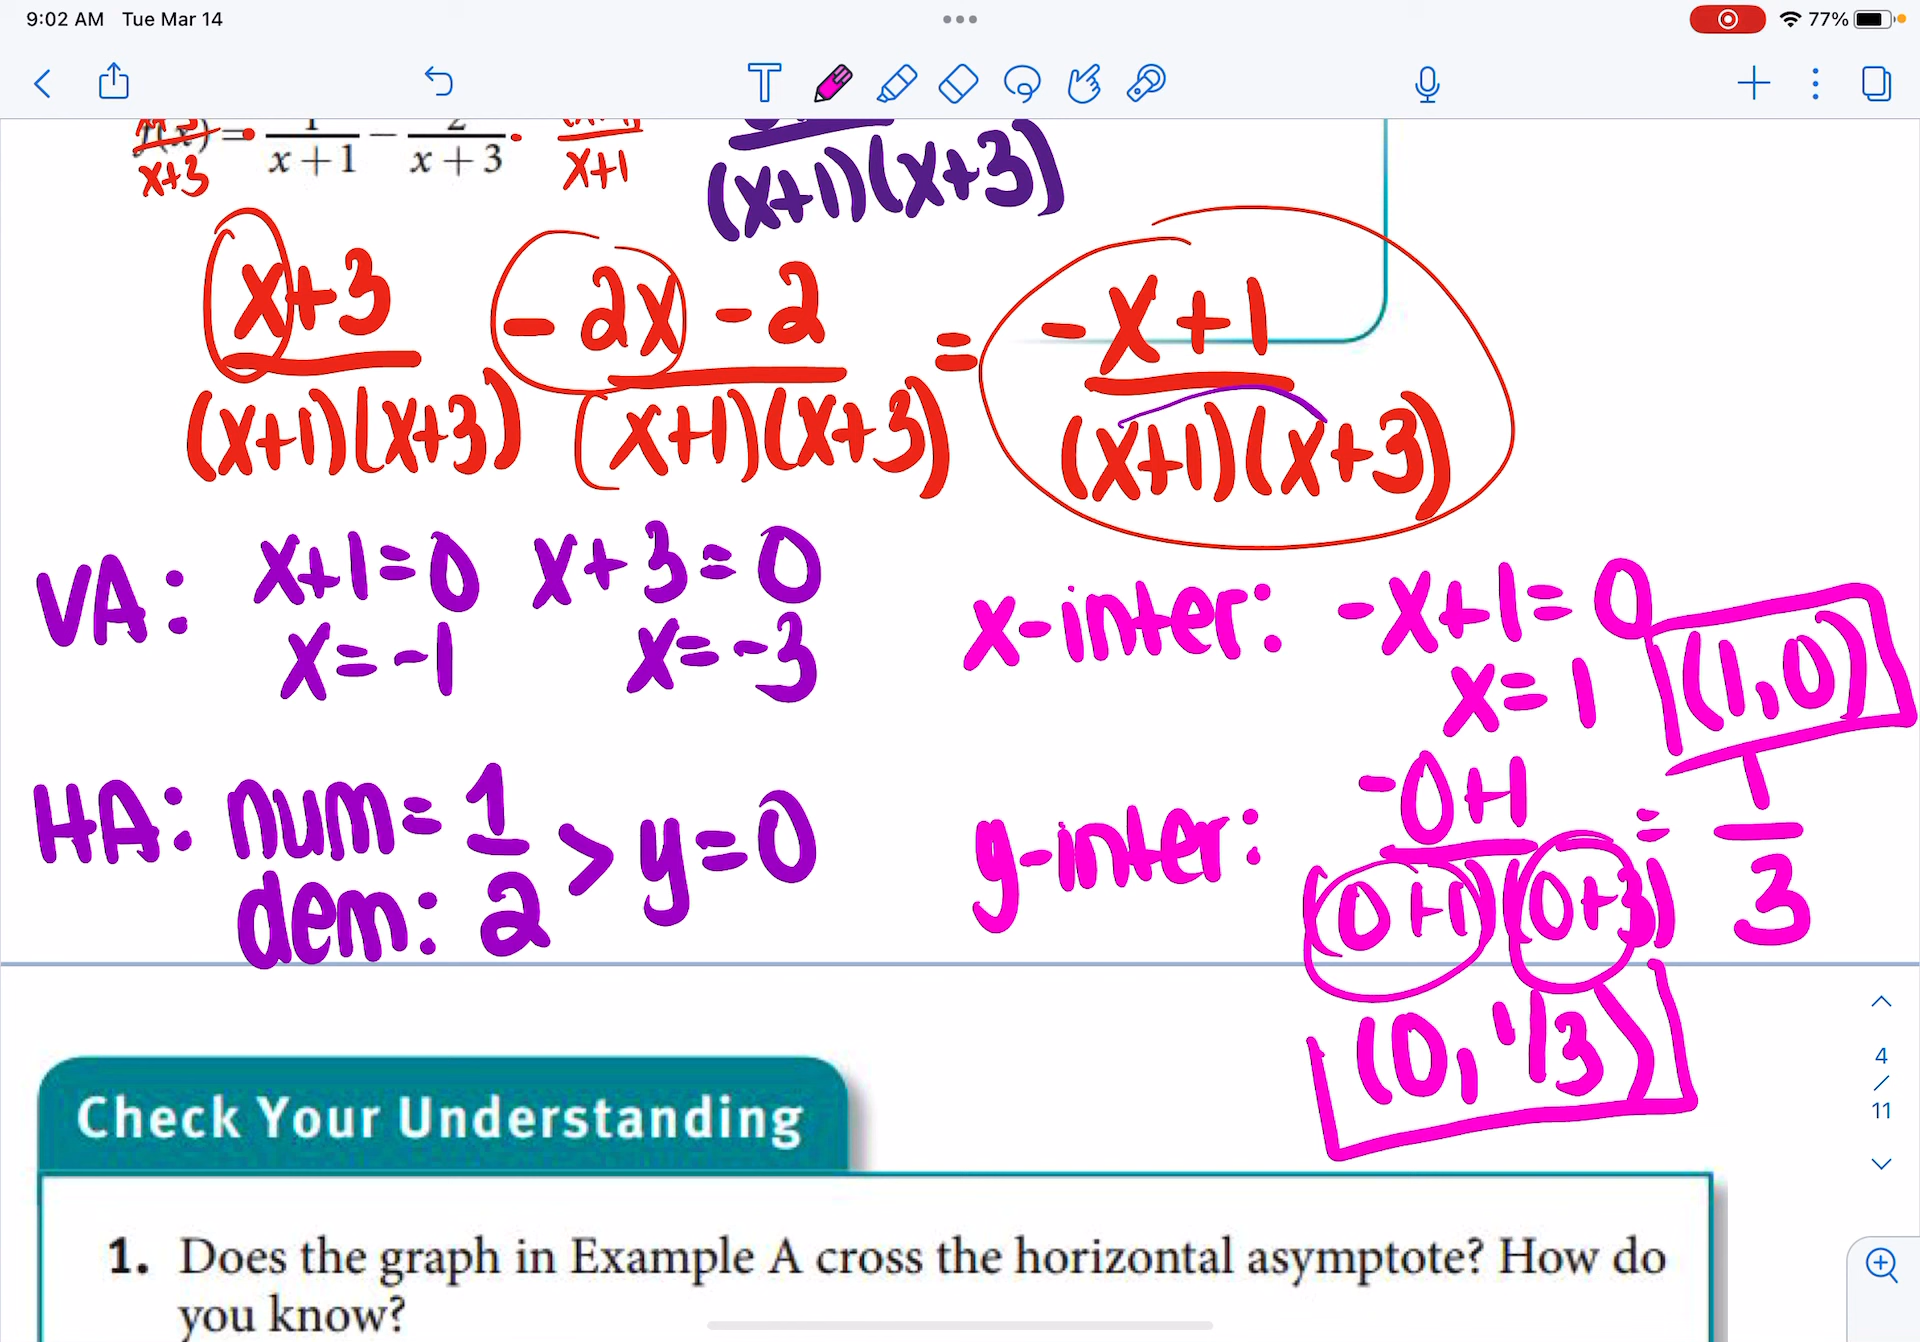 9:02 AM Tue Mar 14
77%
f(x) = 1/(x + 1) − 2/(x + 3) ·
x+3
x+1
(x+1)(x+3)
x+3 -2x-2 = -x+1
(x+1)(x+3) (x+1)(x+3) (x+1)(x+3)
VA: x+1=0 x+3=0
x=-1 x=-3
x-inter: -x+1=0
x=1 (1,0)
HA: num=1 > y=0
dem: 2
y-inter: -0+1 = 1
(0+1)(0+3) 3
(0, 1/3)
4
/
11
Check Your Understanding
1. Does the graph in Example A cross the horizontal asymptote? How do
you know?